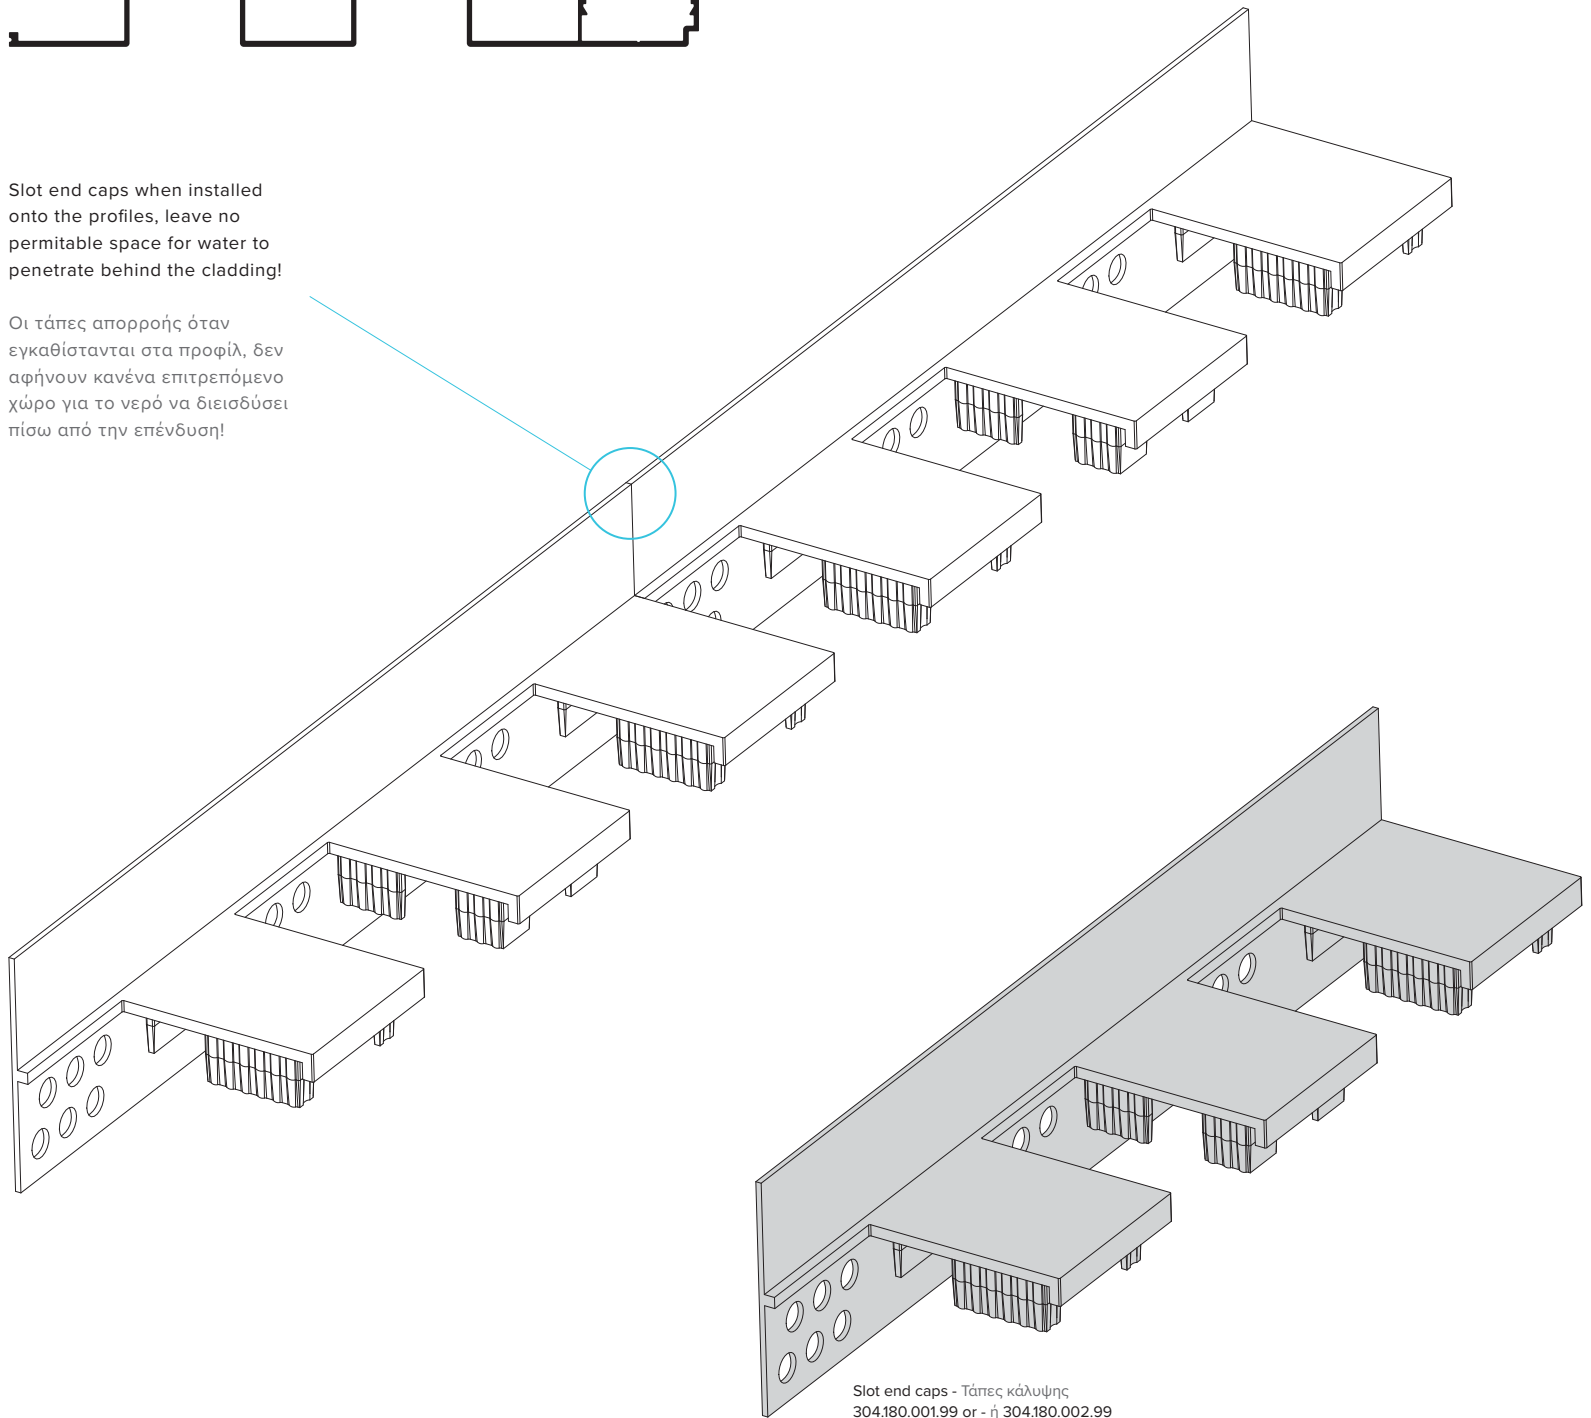 Slot end caps when installed
onto the profiles, leave no
permitable space for water to
penetrate behind the cladding!
Οι τάπες απορροής όταν
εγκαθίστανται στα προφίλ, δεν
αφήνουν κανένα επιτρεπόμενο
χώρο για το νερό να διεισδύσει
πίσω από την επένδυση!
Slot end caps - Τάπες κάλυψης
304.180.001.99 or - ή 304.180.002.99